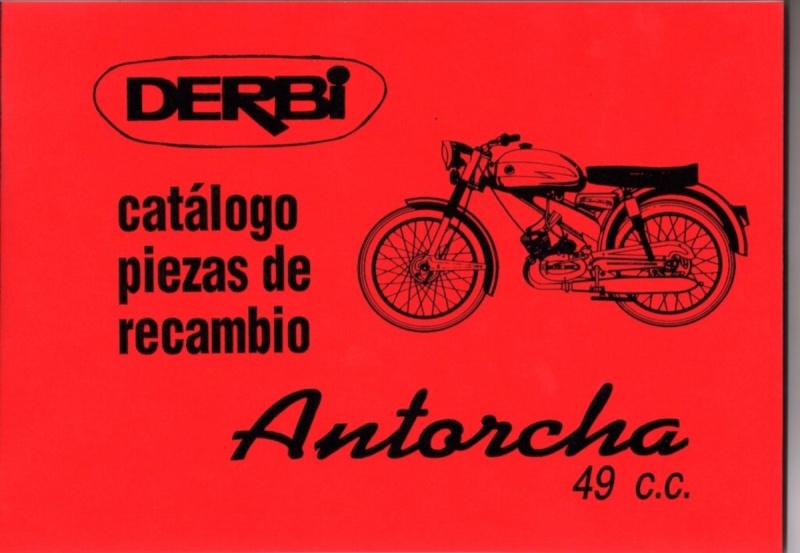 DERBi
catálogo
piezas de
recambio
Antorcha
49 c.c.